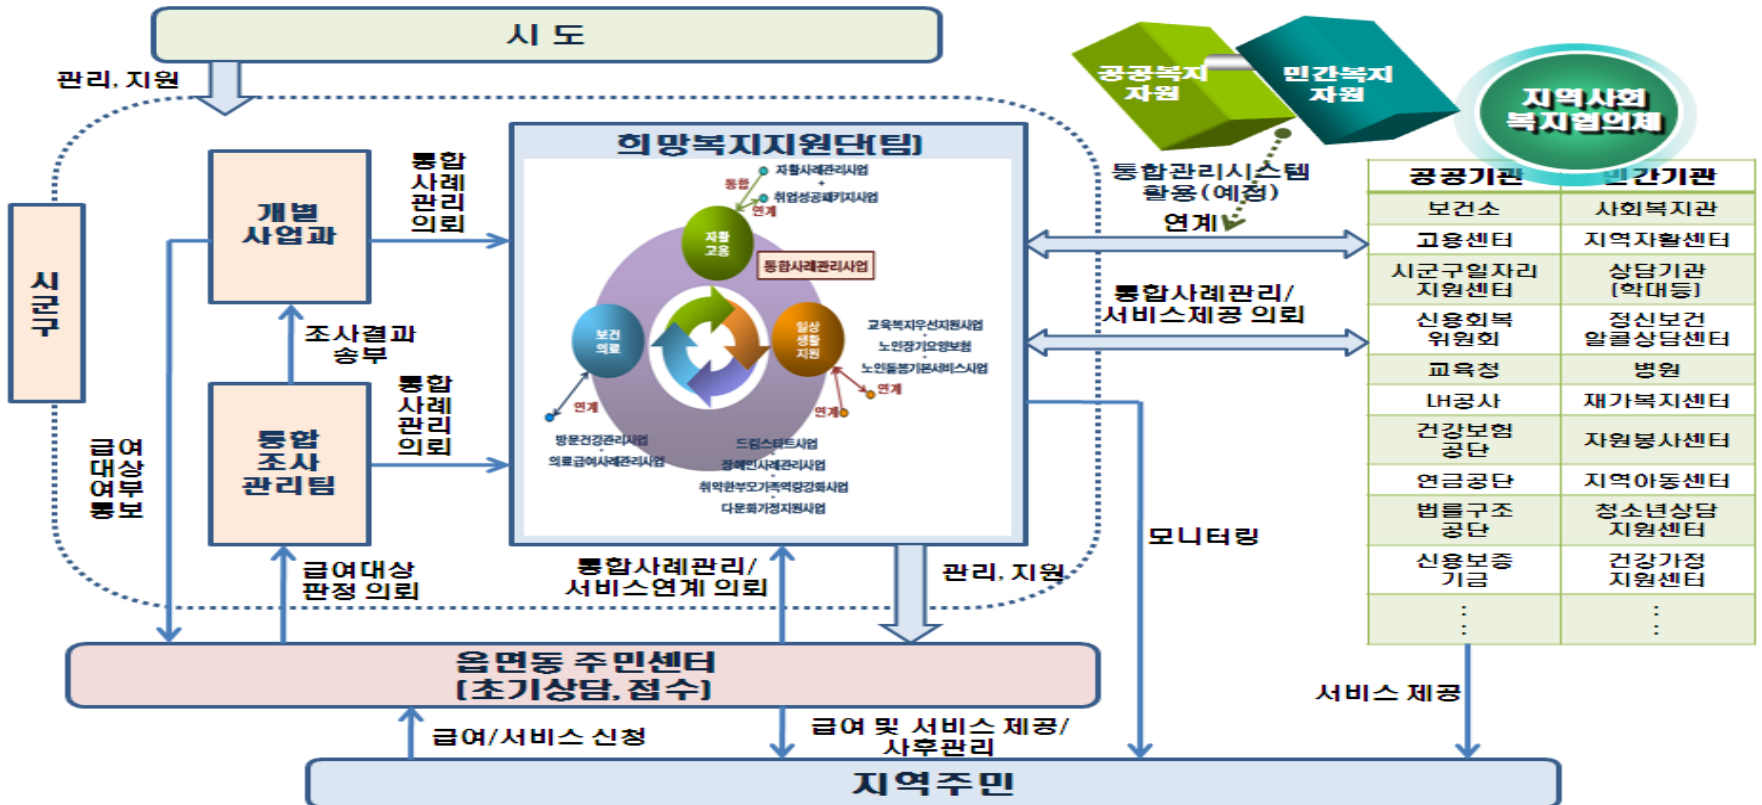 시 도
관리, 지원
공공복지
자원
민간복지
자원
지역사회
복지협의체
통합관리시스템
활용(예정)
연계
시
군
구
개별
사업과
통합
사례
관리
의뢰
조사결과
송부
통합
조사
관리팀
통합
사례
관리
의뢰
급여
대상
여부
통보
희망복지지원단(팀)
자활사례관리사업
+
취업성공패키지사업
통합
연계
자활
고용
통합사례관리사업
보건
의료
일상
생활
지원
교육복지우선지원사업
+
노인장기요양보험
+
노인돌봄기본서비스사업
연계
연계
연계
방문건강관리사업
+
의료급여사례관리사업
드림스타트사업
+
장애인사례관리사업
+
취약한부모가족역량강화사업
+
다문화가정지원사업
통합사례관리/
서비스제공 의뢰
공공기관 민간기관
보건소 사회복지관
고용센터 지역자활센터
시군구일자리
지원센터
상담기관
(학대등)
신용회복
위원회
정신보건
알콜상담센터
교육청 병원
LH공사 재가복지센터
건강보험
공단
자원봉사센터
연금공단 지역아동센터
법률구조
공단
청소년상담
지원센터
신용보증
기금
건강가정
지원센터
급여대상
판정 의뢰
통합사례관리/
서비스연계 의뢰
관리, 지원
모니터링
읍면동 주민센터
(초기상담, 접수)
급여/서비스 신청
급여 및 서비스 제공/
사후관리
서비스 제공
지역주민